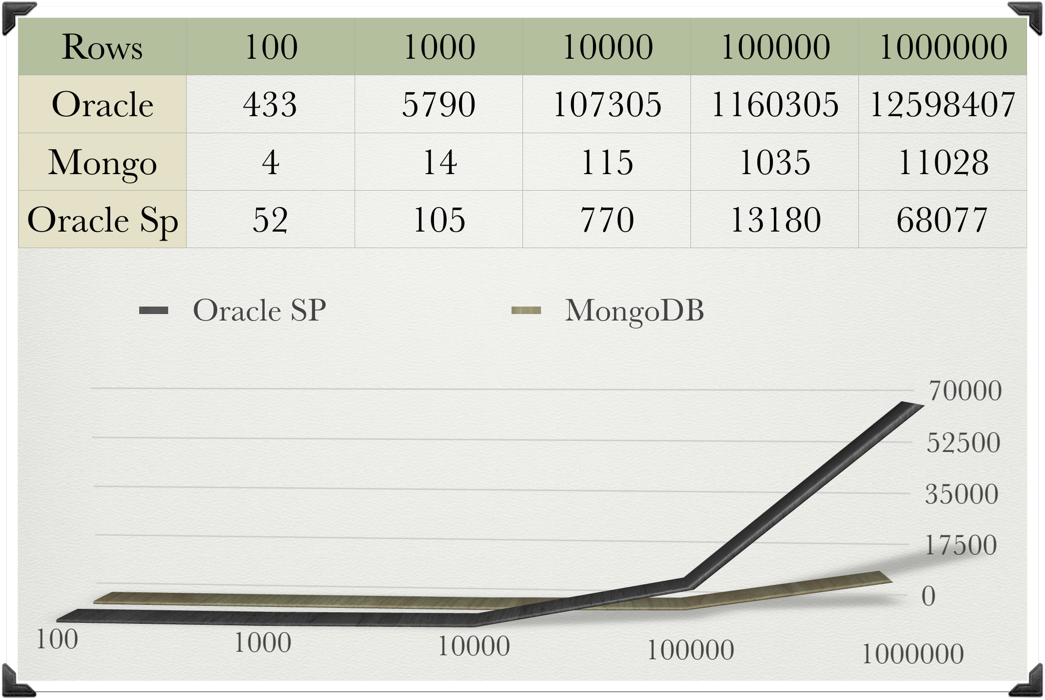 Rows 100 1000 10000 100000 1000000
Oracle 433 5790 107305 1160305 12598407
Mongo 4 14 115 1035 11028
Oracle Sp 52 105 770 13180 68077
Oracle SP MongoDB
70000
52500
35000
17500
0
100 1000 10000 100000 1000000